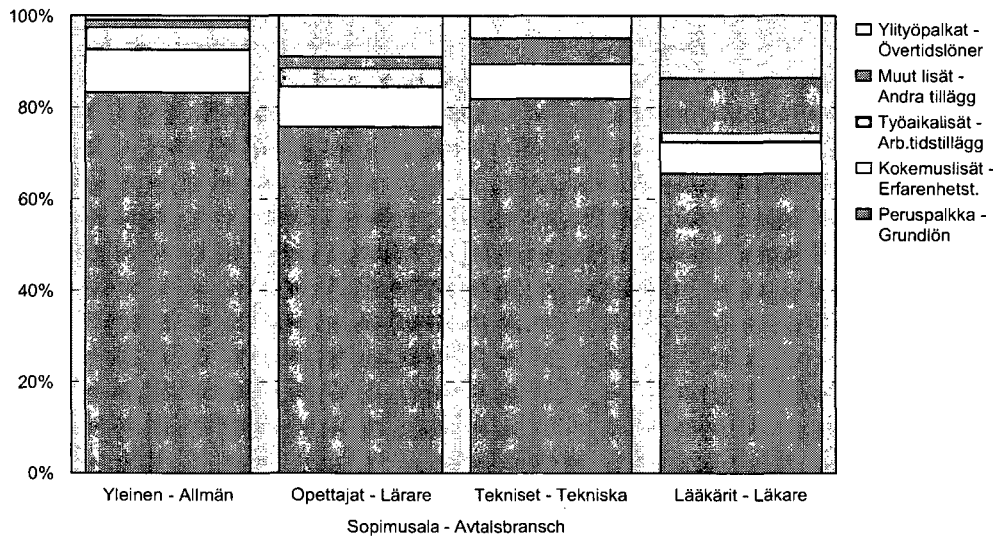 100%
80%
60%
40%
20%
0%
Yleinen - Allmän
Opettajat - Lärare
Tekniset - Tekniska
Lääkärit - Läkare
Sopimusala - Avtalsbransch
Ylityöpalkat -
Övertidslöner
Muut lisät -
Andra tillägg
Työaikalisät -
Arb.tidstillägg
Kokemuslisät -
Erfarenhetst.
Peruspalkka -
Grundlön